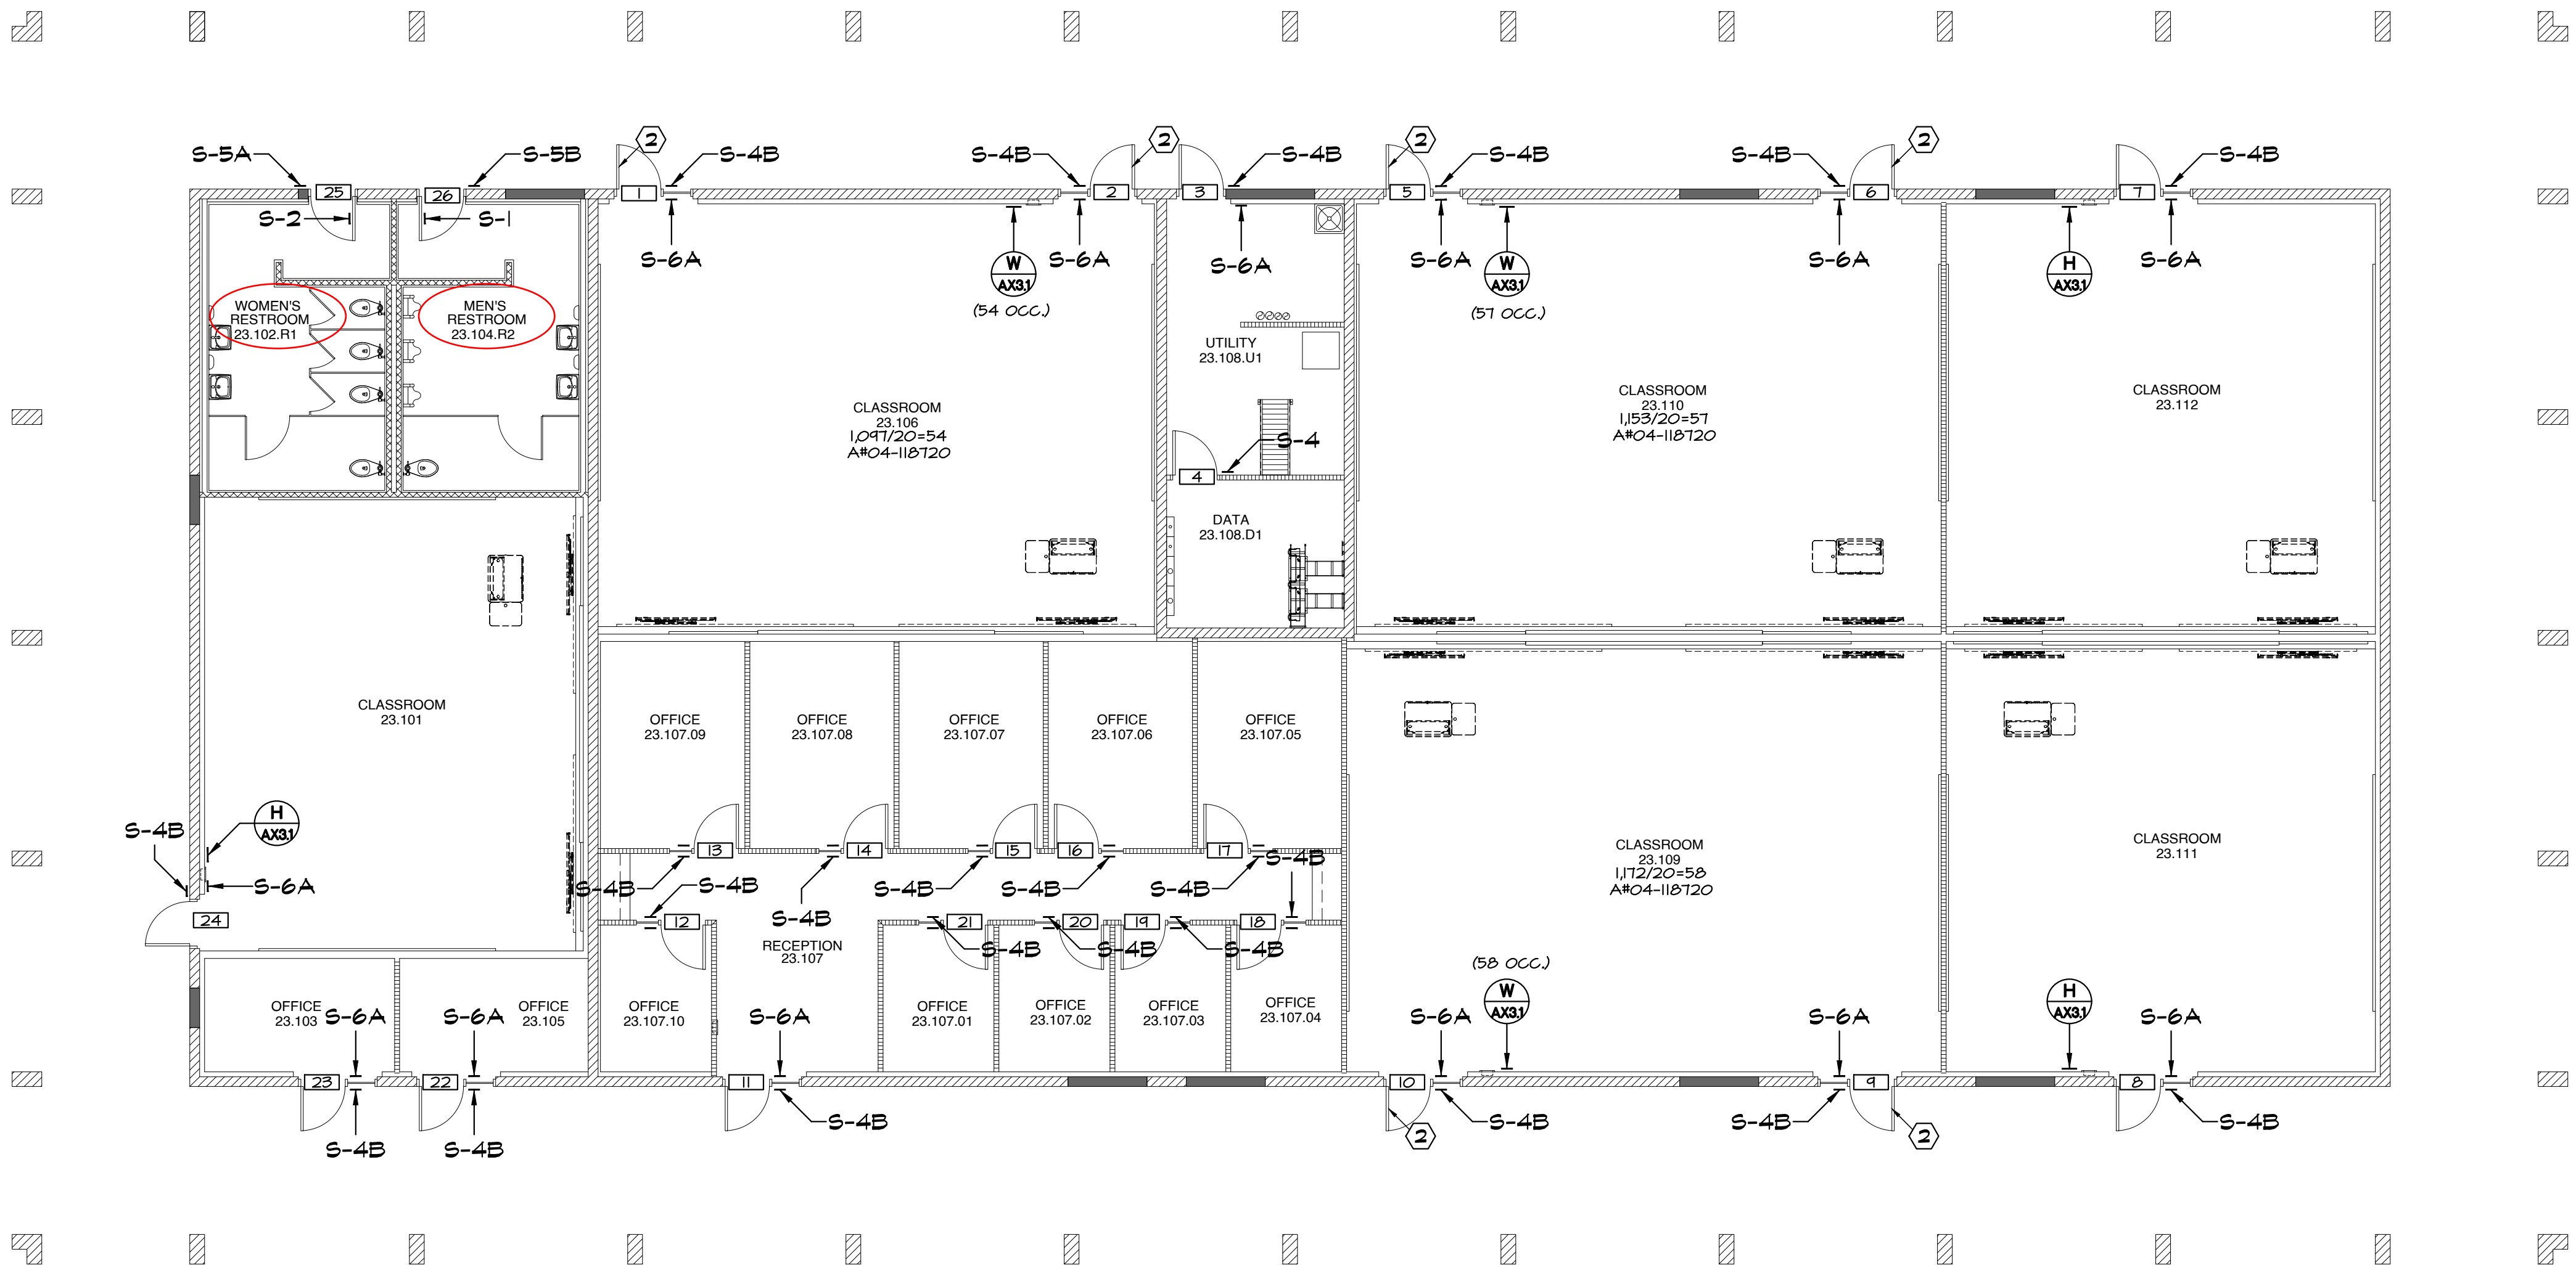 2
2
2
2
S-5A
S-5B
S-4B
S-4B
S-4B
S-4B
S-4B
S-4B
25
26
1
2
3
5
6
7
S-2
S-1
S-6A
S-6A
S-6A
S-6A
S-6A
S-6A
W
AX3.1
(54 OCC.)
W
AX3.1
(57 OCC.)
H
AX3.1
WOMEN'S
RESTROOM
23.102.R1
MEN'S
RESTROOM
23.104.R2
UTILITY
23.108.U1
CLASSROOM
23.106
1,097/20=54
A#04-118720
CLASSROOM
23.110
1,153/20=57
A#04-118720
CLASSROOM
23.112
S-4
4
DATA
23.108.D1
CLASSROOM
23.101
OFFICE
23.107.09
OFFICE
23.107.08
OFFICE
23.107.07
OFFICE
23.107.06
OFFICE
23.107.05
H
AX3.1
S-4B
S-6A
24
13
14
15
16
17
S-4B
S-4B
S-4B
S-4B
S-4B
S-4B
S-4B
12
21
20
19
18
S-4B
S-4B
S-4B
RECEPTION
23.107
CLASSROOM
23.109
1,172/20=58
A#04-118720
CLASSROOM
23.111
(58 OCC.)
W
AX3.1
H
AX3.1
OFFICE
23.103
S-6A
S-6A
OFFICE
23.105
OFFICE
23.107.10
S-6A
OFFICE
23.107.01
OFFICE
23.107.02
OFFICE
23.107.03
OFFICE
23.107.04
S-6A
S-6A
S-6A
23
22
11
10
9
8
S-4B
S-4B
S-4B
S-4B
S-4B
S-4B
2
2